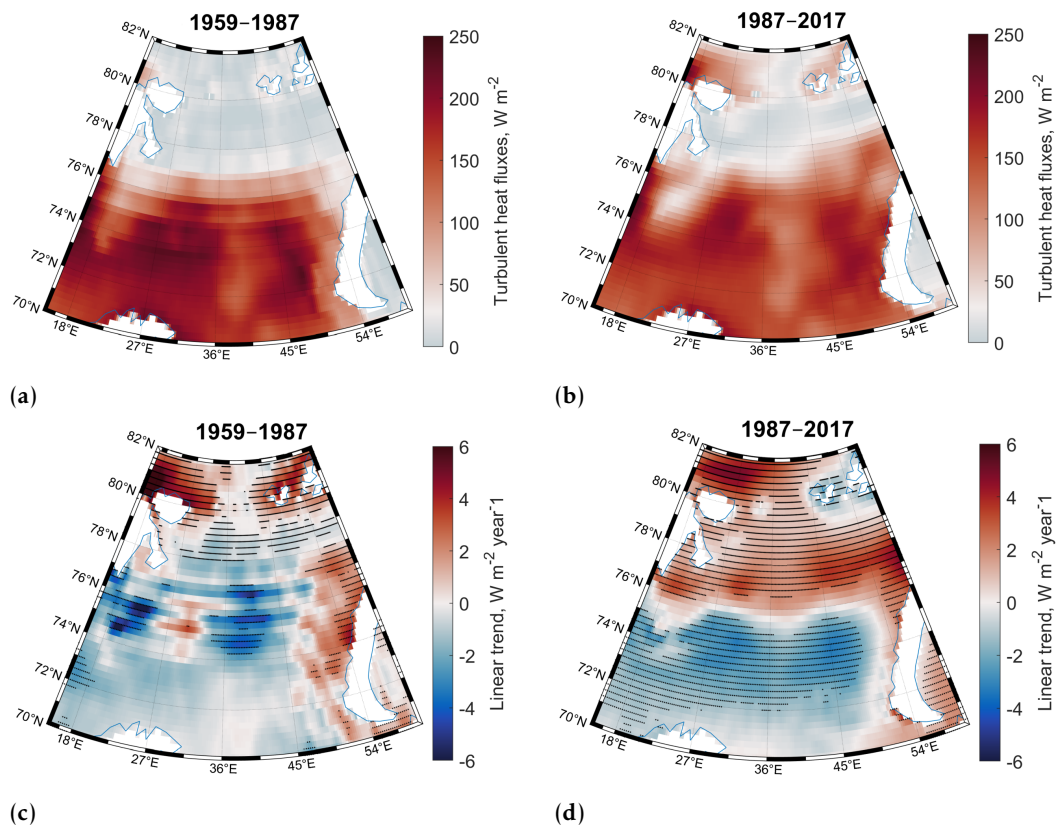 1959–1987
82°N
80°N
78°N
76°N
74°N
72°N
70°N
18°E
27°E
36°E
45°E
54°E
250
200
150
100
50
0
Turbulent heat fluxes, W m-2
(a)
1987–2017
82°N
80°N
78°N
76°N
74°N
72°N
70°N
18°E
27°E
36°E
45°E
54°E
250
200
150
100
50
0
Turbulent heat fluxes, W m-2
(b)
1959–1987
82°N
80°N
78°N
76°N
74°N
72°N
70°N
18°E
27°E
36°E
45°E
54°E
6
4
2
0
-2
-4
-6
Linear trend, W m-2 year-1
(c)
1987–2017
82°N
80°N
78°N
76°N
74°N
72°N
70°N
18°E
27°E
36°E
45°E
54°E
6
4
2
0
-2
-4
-6
Linear trend, W m-2 year-1
(d)